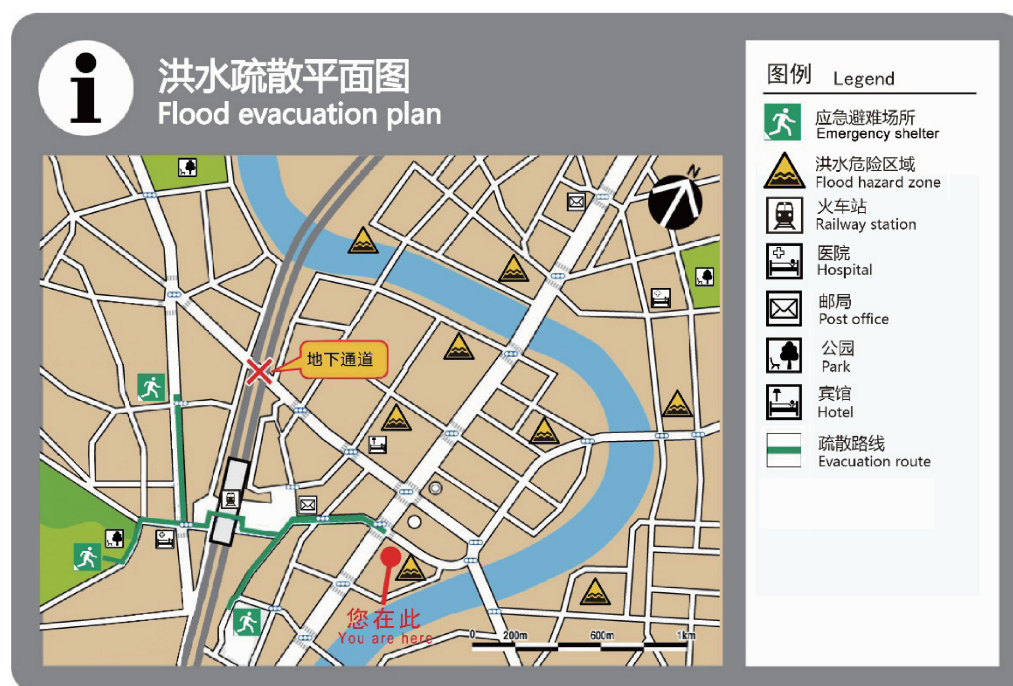 洪水疏散平面图
Flood evacuation plan
N
地下通道
您在此
You are here
0 200m 600m 1km
图例 Legend
应急避难场所
Emergency shelter
洪水危险区域
Flood hazard zone
火车站
Railway station
医院
Hospital
邮局
Post office
公园
Park
宾馆
Hotel
疏散路线
Evacuation route